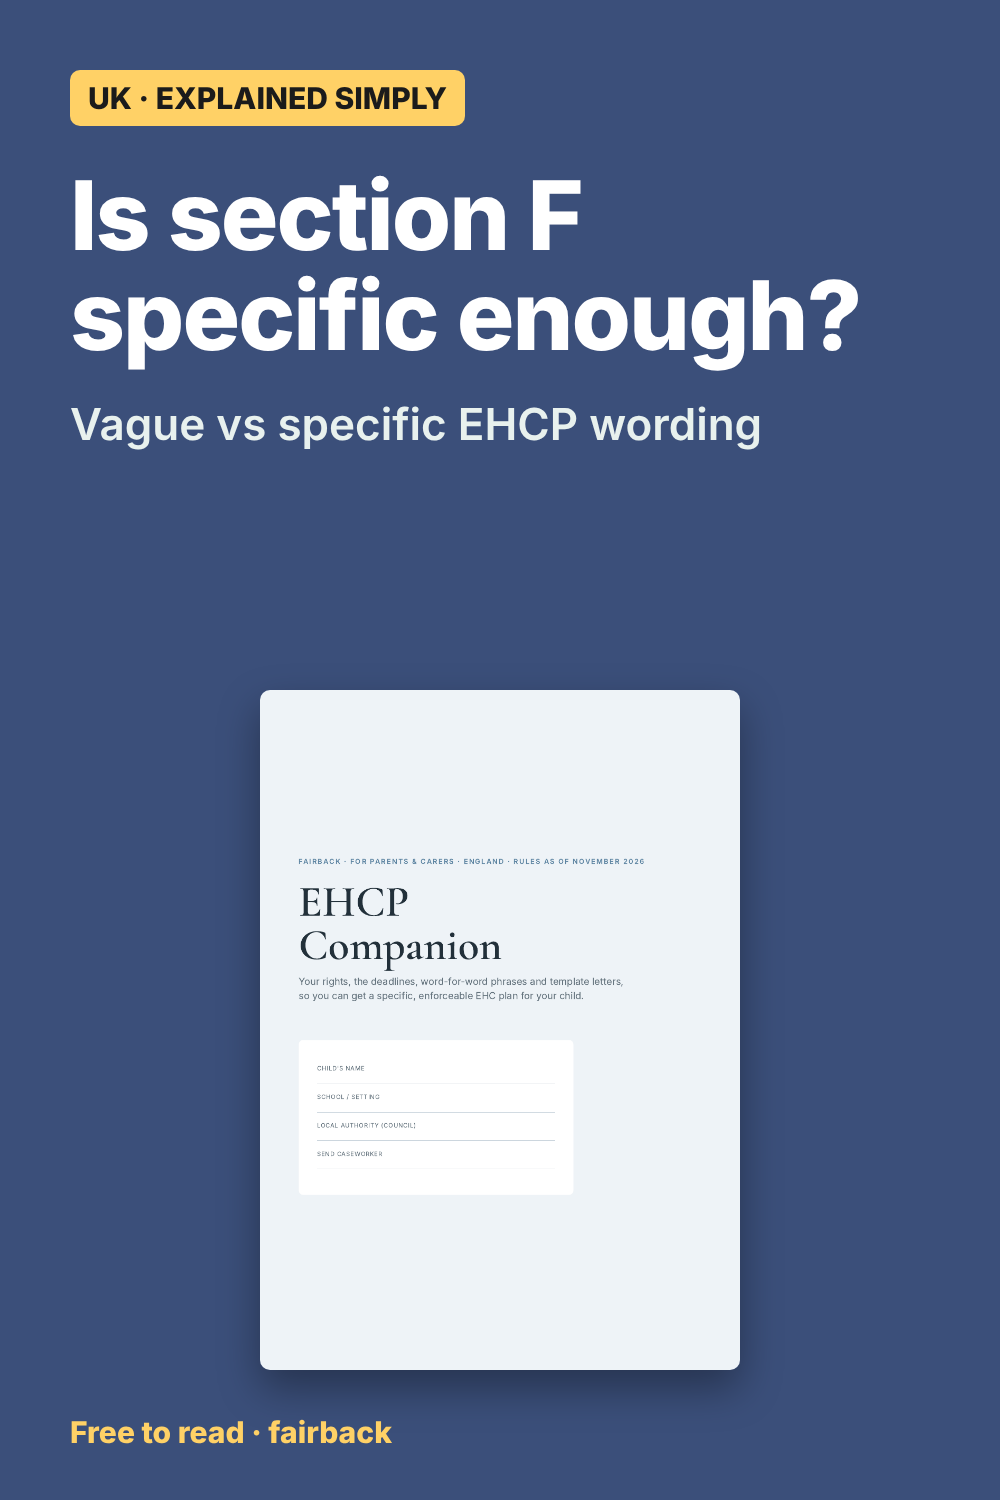 UK · EXPLAINED SIMPLY
Is section F
specific enough?
Vague vs specific EHCP wording
FAIRBACK · FOR PARENTS & CARERS · ENGLAND · RULES AS OF NOVEMBER 2026
EHCP
Companion
Your rights, the deadlines, word-for-word phrases and template letters,
so you can get a specific, enforceable EHC plan for your child.
CHILD'S NAME
SCHOOL / SETTING
LOCAL AUTHORITY (COUNCIL)
SEND CASEWORKER
Free to read · fairback